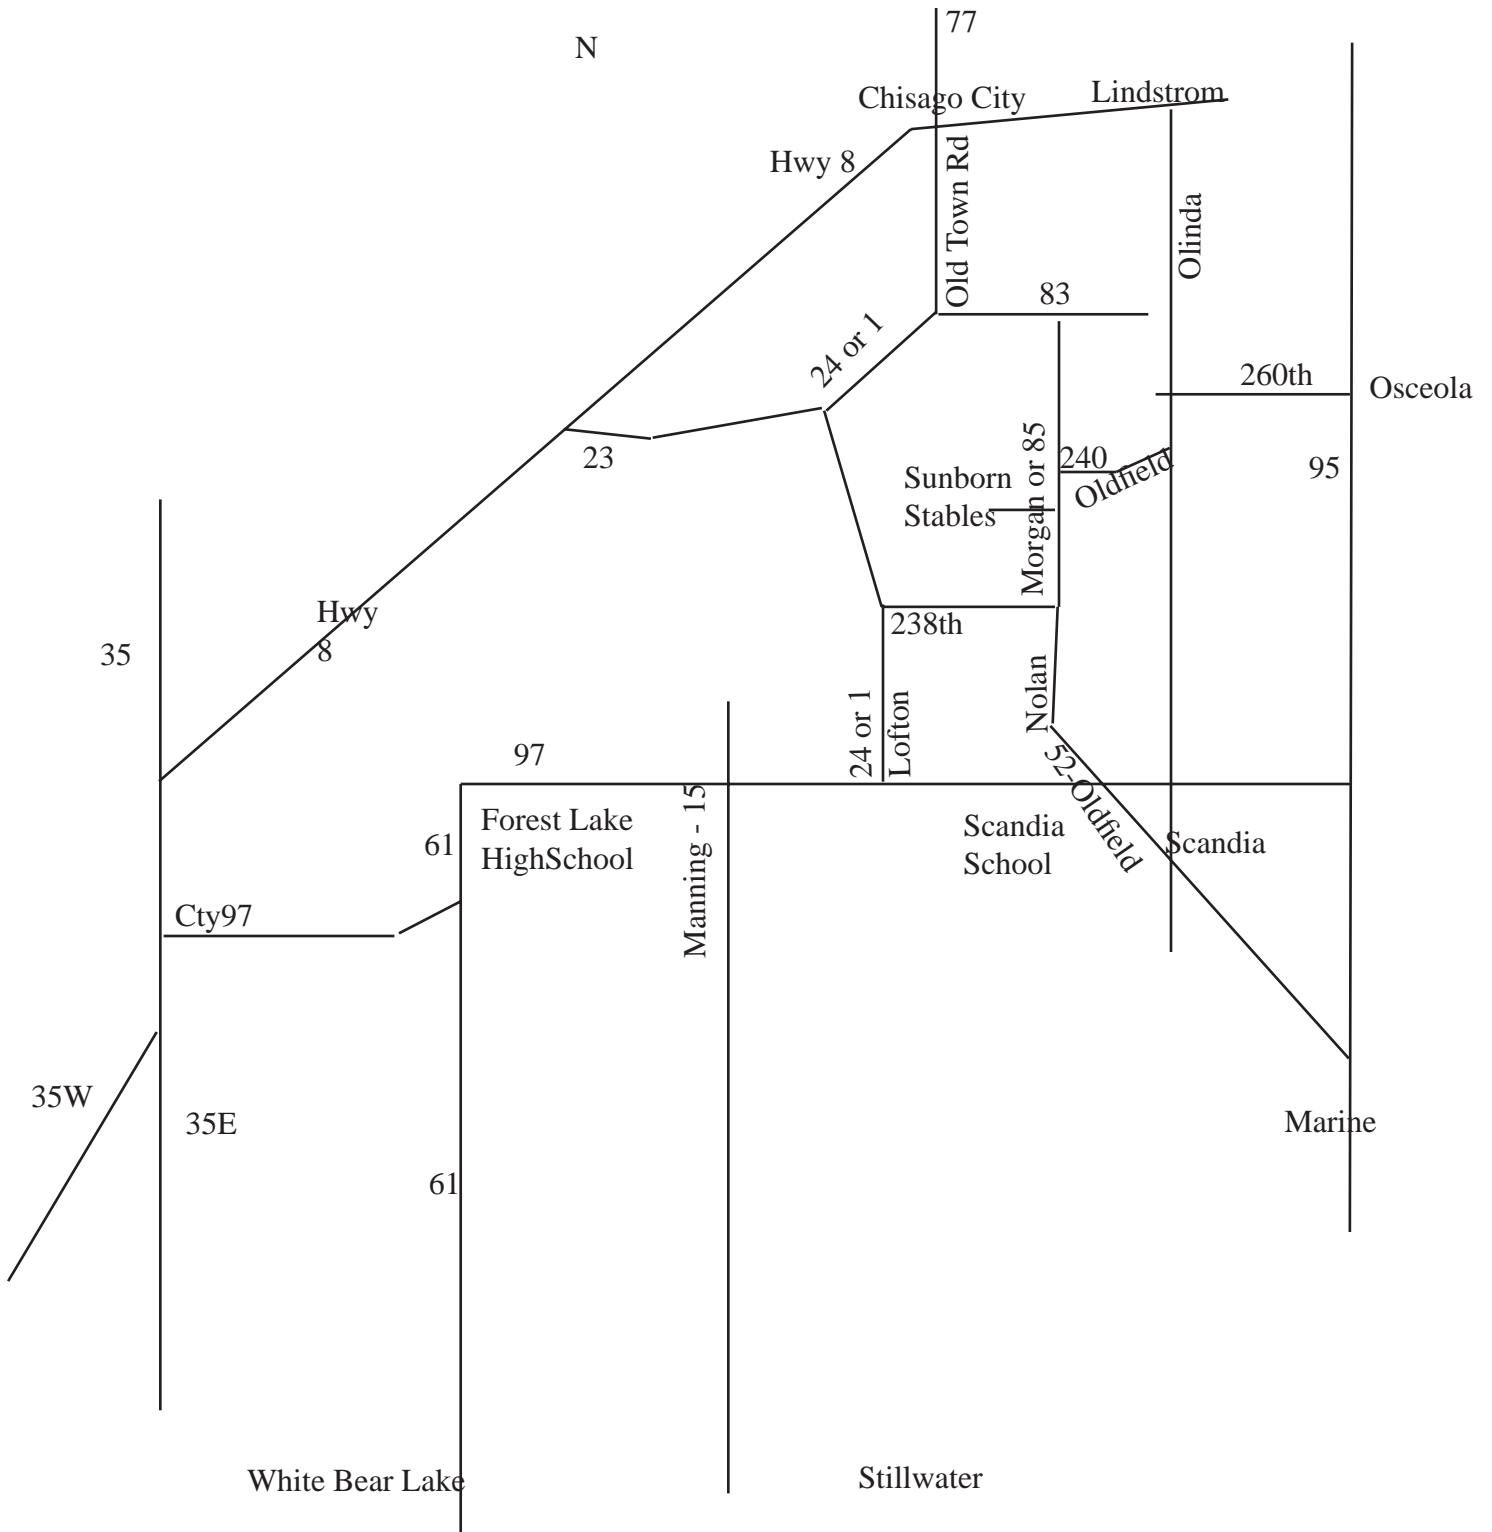 77
N
Chisago City
Lindstrom
Hwy 8
Old Town Rd
Olinda
83
24 or 1
260th
Osceola
23
Morgan or 85
240
Oldfield
95
Sunborn
Stables
Hwy
8
35
238th
Nolan
24 or 1
Lofton
97
52-Oldfield
Manning - 15
Forest Lake
HighSchool
61
Scandia
School
Scandia
Cty97
35W
35E
Marine
61
White Bear Lake
Stillwater